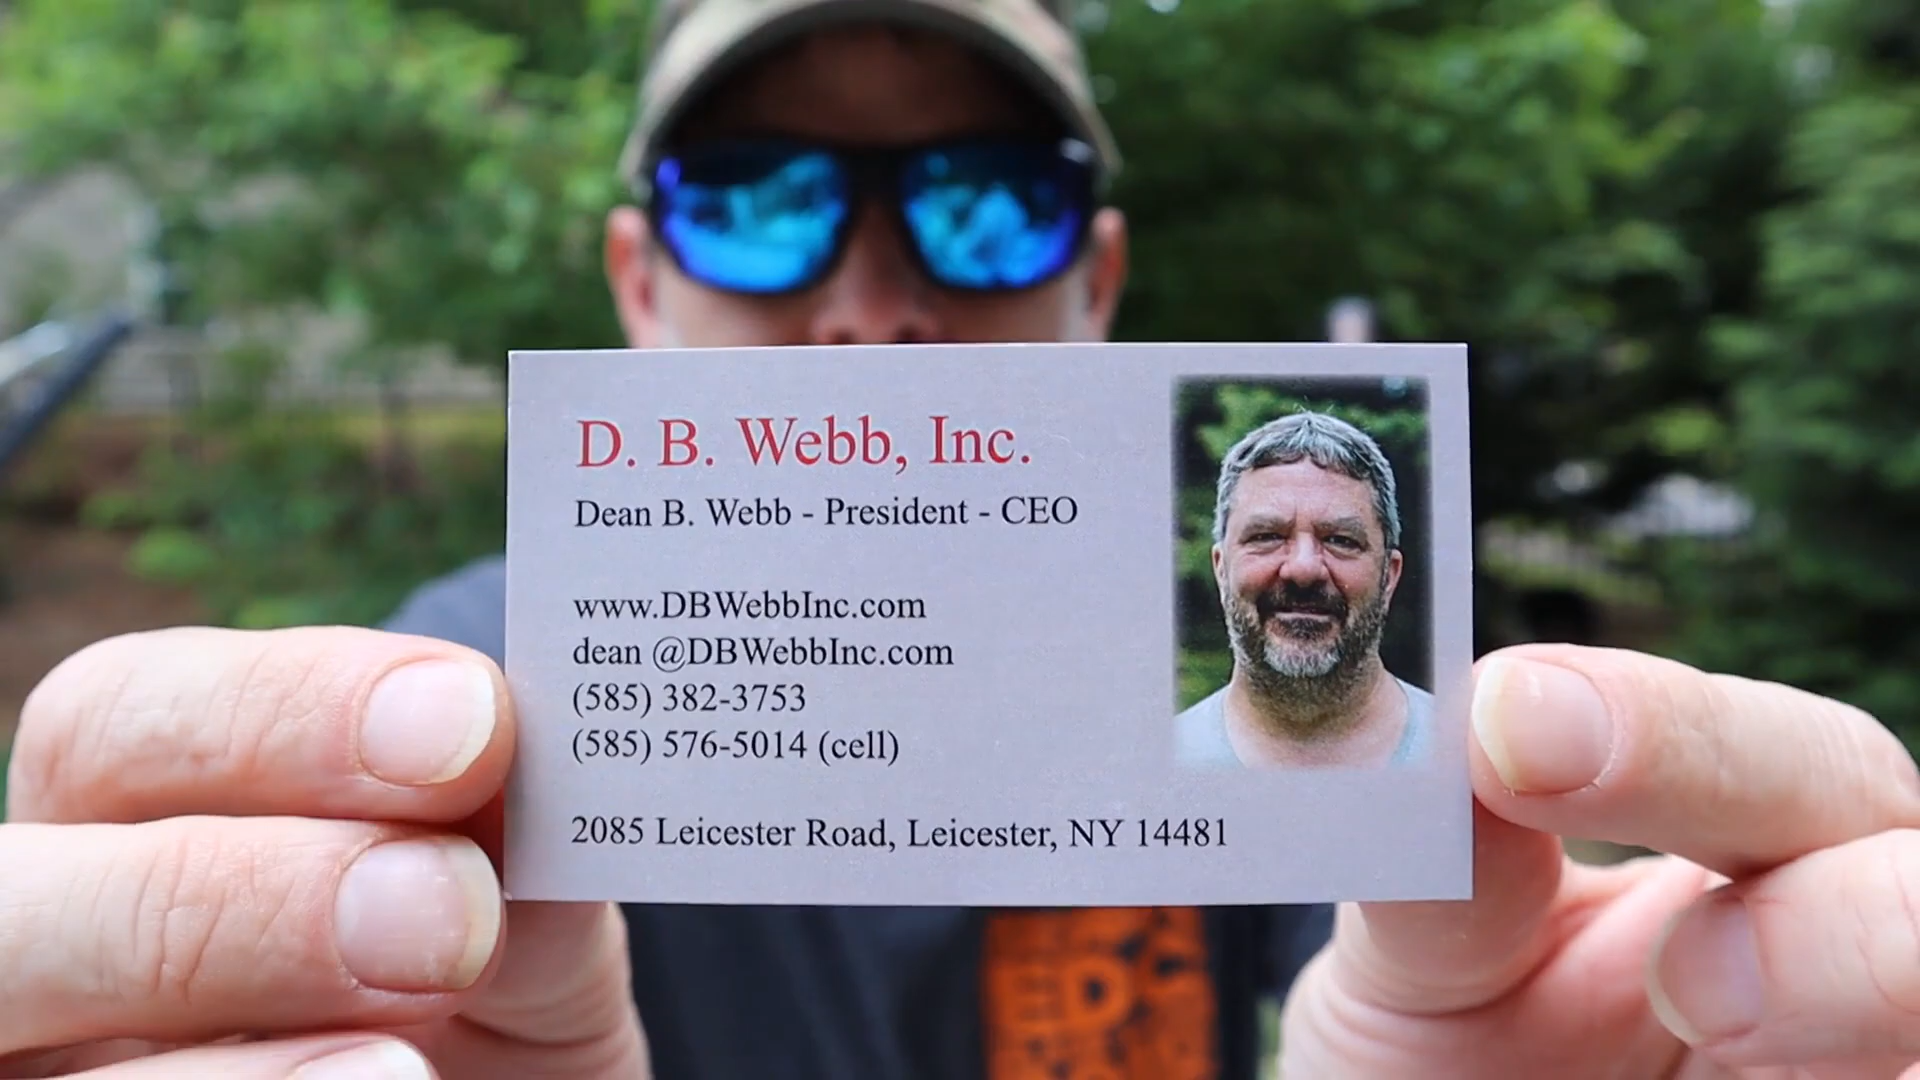 D. B. Webb, Inc.
Dean B. Webb - President - CEO
www.DBWebbInc.com
dean @DBWebbInc.com
(585) 382-3753
(585) 576-5014 (cell)
2085 Leicester Road, Leicester, NY 14481